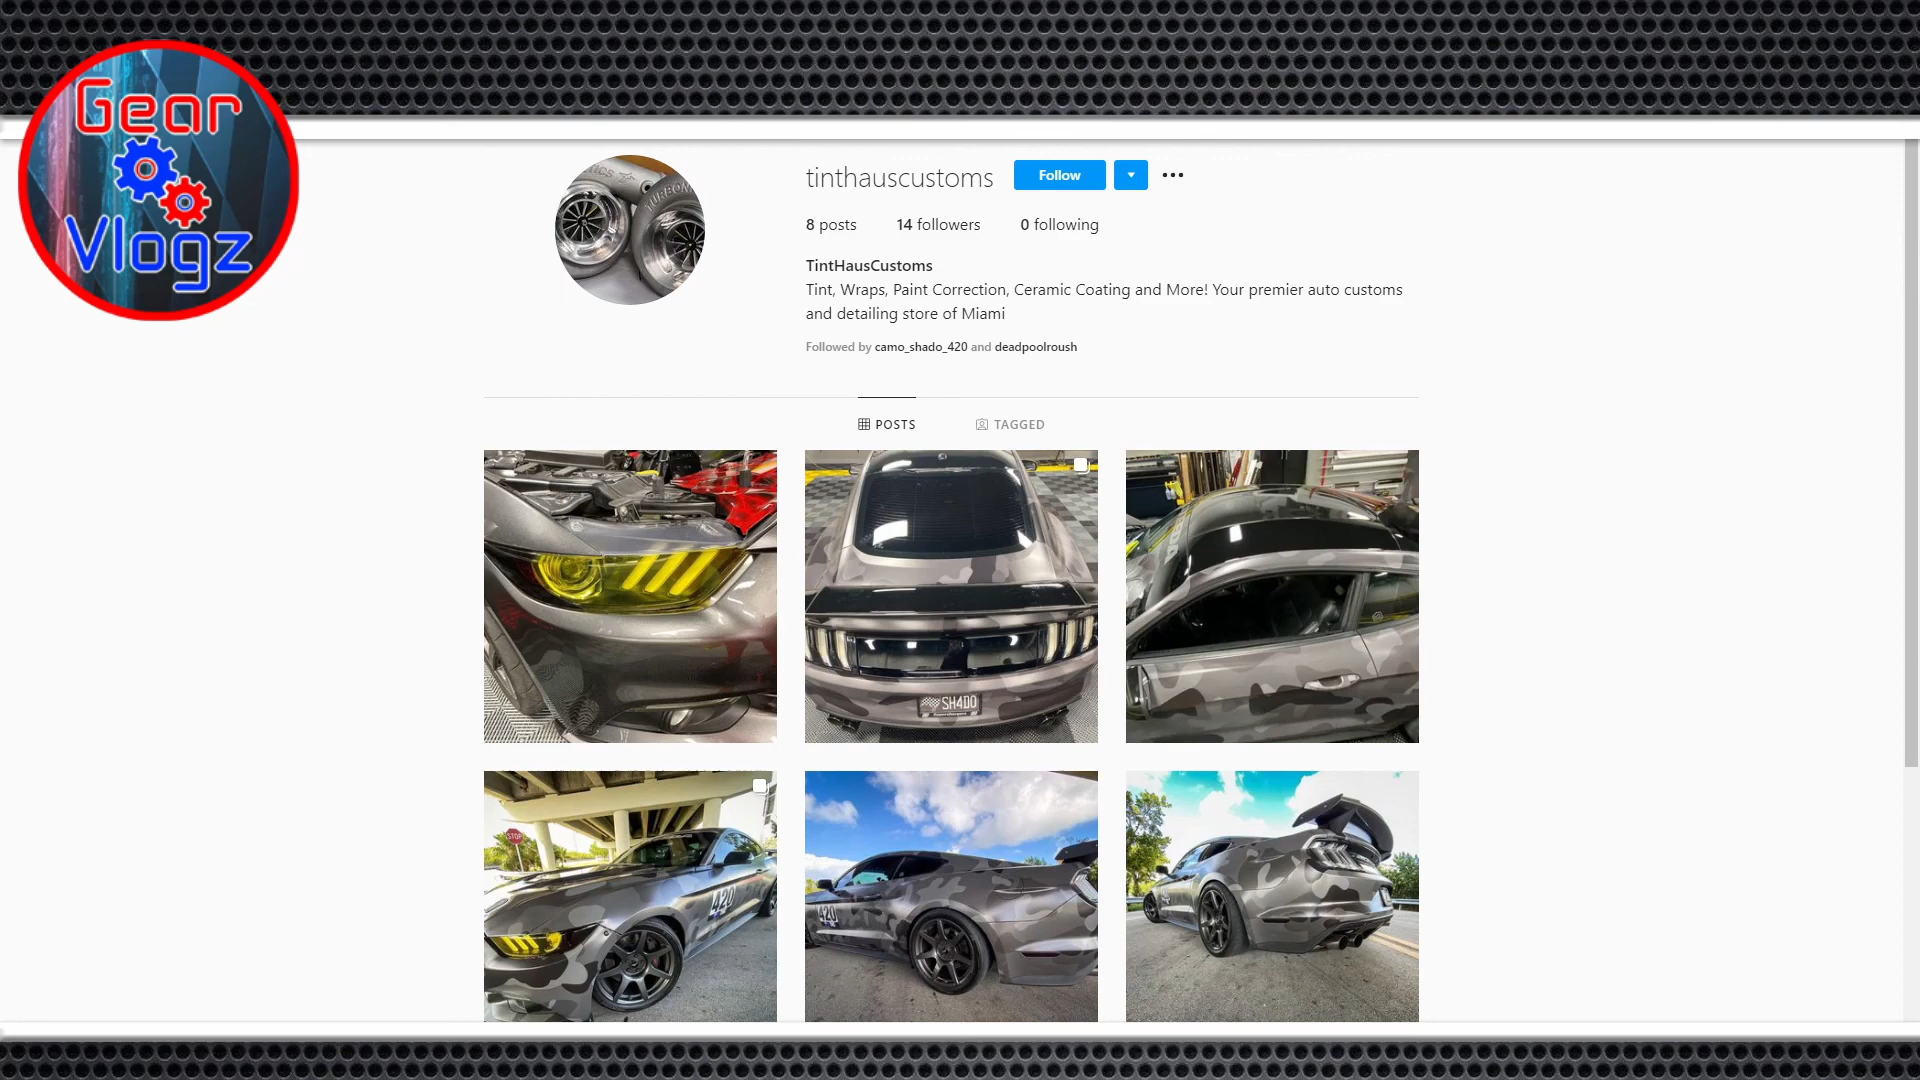 Gear
Vlogz
tinthauscustoms
Follow
8 posts 14 followers 0 following
TintHausCustoms
Tint, Wraps, Paint Correction, Ceramic Coating and More! Your premier auto customs
and detailing store of Miami
Followed by camo_shado_420 and deadpoolroush
POSTS TAGGED
SH4DO
STOP
420
420